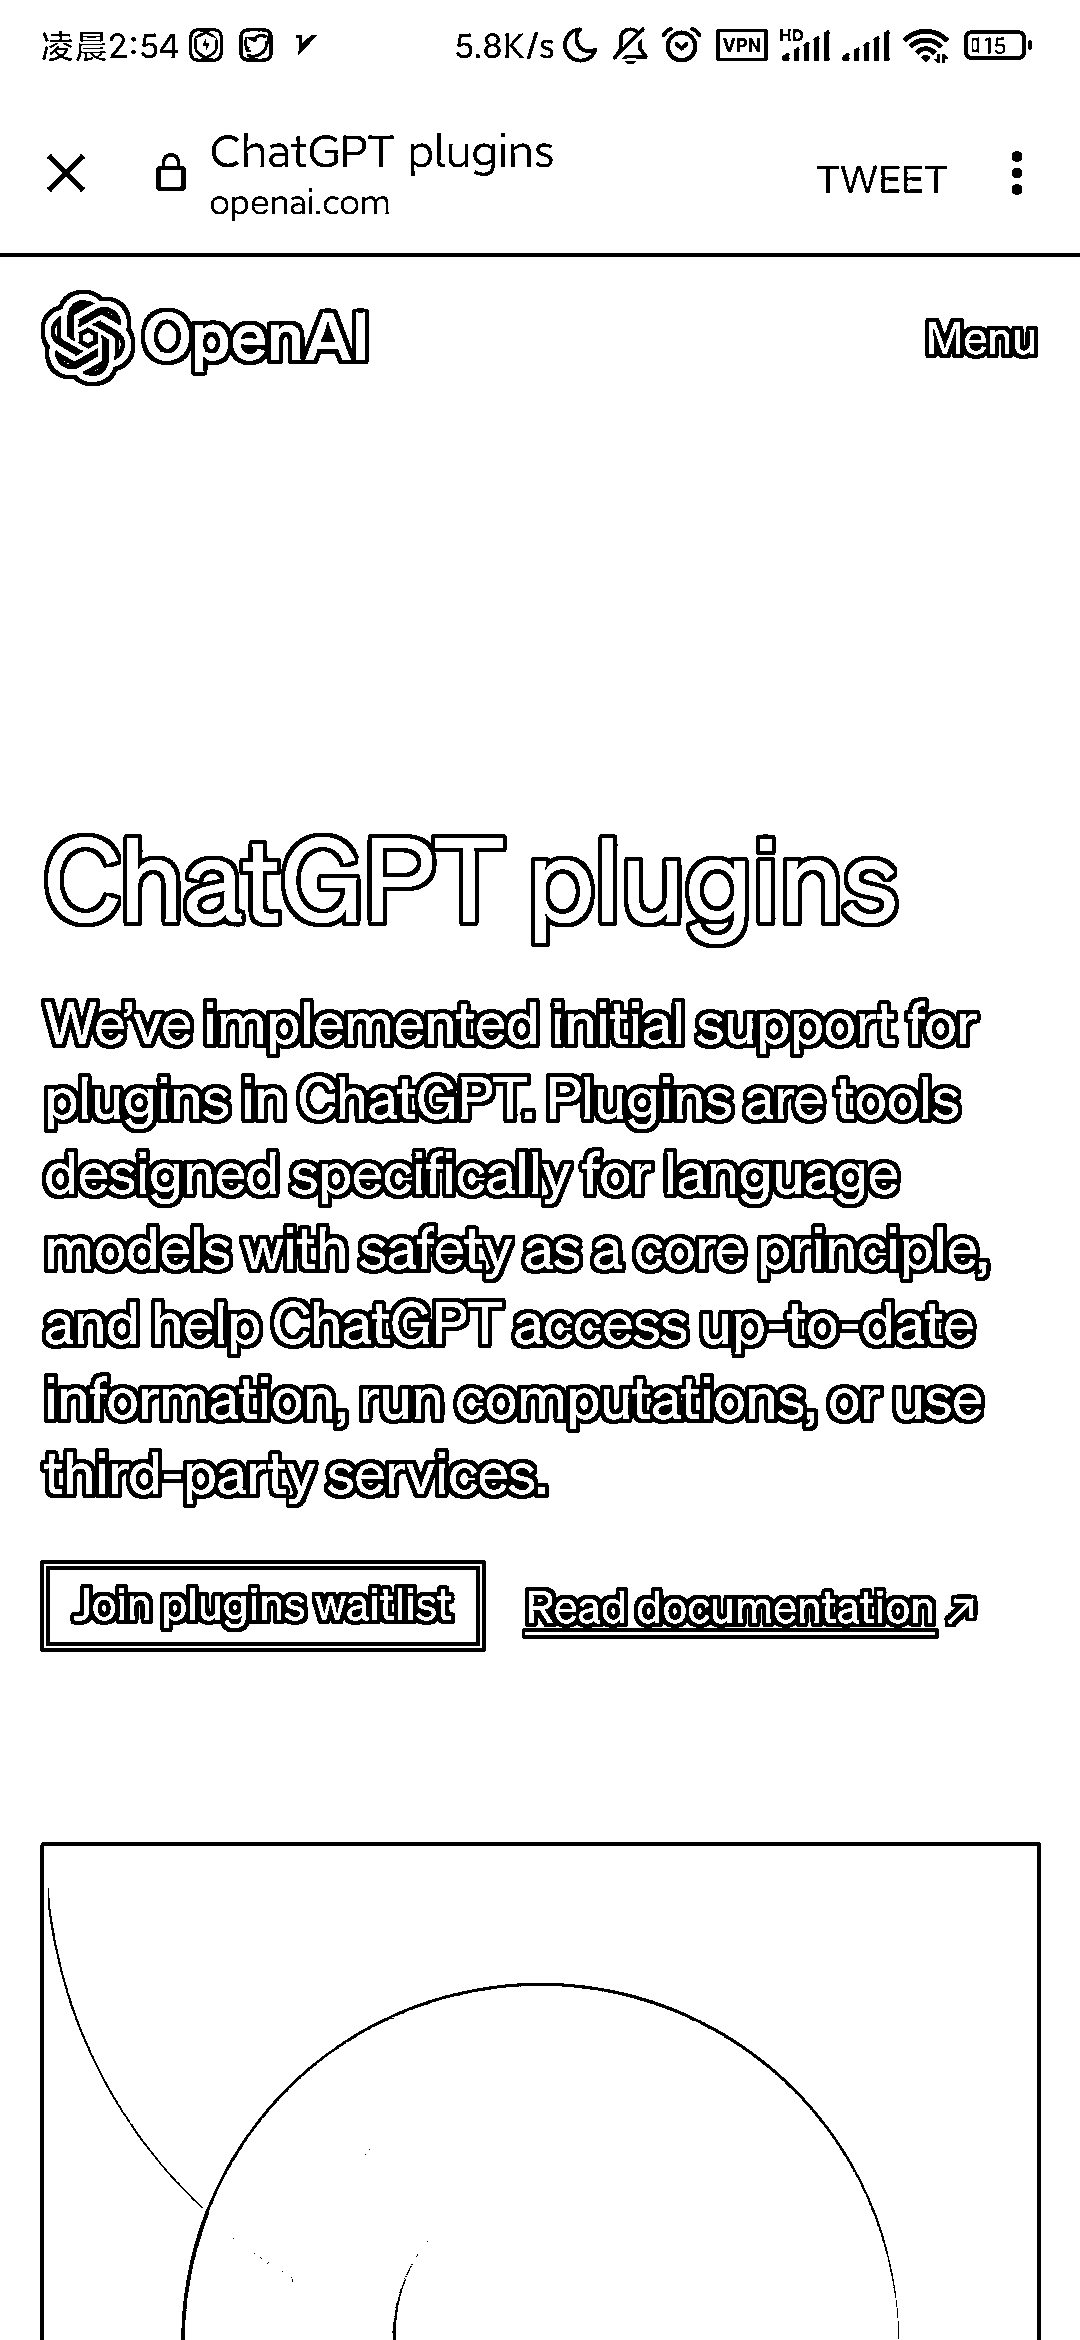 凌晨2:54 5.8K/s VPN HD 15
ChatGPT plugins
openai.com
TWEET
OpenAI
Menu
ChatGPT plugins
We’ve implemented initial support for
plugins in ChatGPT. Plugins are tools
designed specifically for language
models with safety as a core principle,
and help ChatGPT access up-to-date
information, run computations, or use
third-party services.
Join plugins waitlist
Read documentation ↗